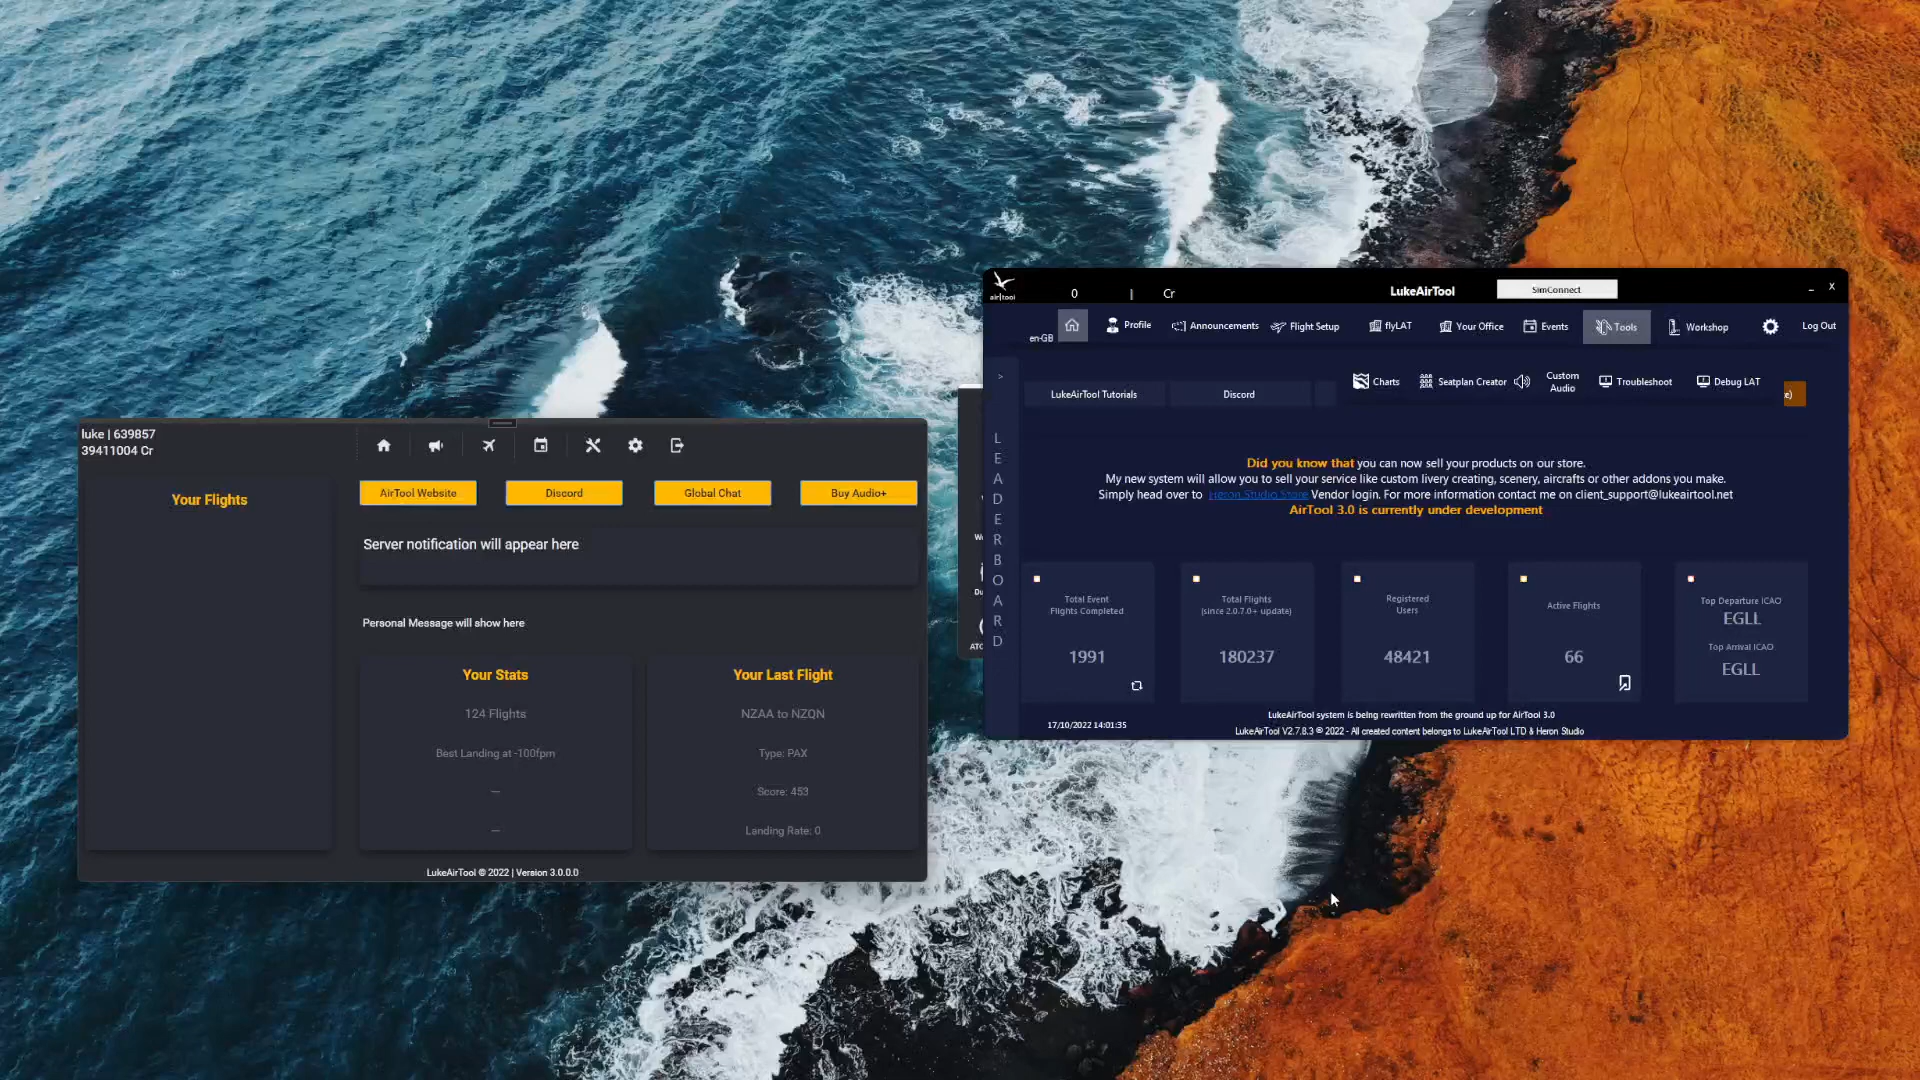 luke | 639857
39411004 Cr
Your Flights
AirTool Website
Discord
Global Chat
Buy Audio+
Server notification will appear here
Personal Message will show here
Your Stats
124 Flights
Best Landing at -100fpm
—
—
Your Last Flight
NZAA to NZQN
Type: PAX
Score: 453
Landing Rate: 0
LukeAirTool © 2022 | Version 3.0.0.0
air|tool
0 | Cr
LukeAirTool
SimConnect
_ X
en-GB
Profile
Announcements
Flight Setup
flyLAT
Your Office
Events
Tools
Workshop
Log Out
>
LEADERBOARD
LukeAirTool Tutorials
Discord
Charts
Seatplan Creator
Custom
Audio
Troubleshoot
Debug LAT
e)
Did you know that you can now sell your products on our store.
My new system will allow you to sell your service like custom livery creating, scenery, aircrafts or other addons you make.
Simply head over to Heron.Studio.Store Vendor login. For more information contact me on client_support@lukeairtool.net
AirTool 3.0 is currently under development
Total Event
Flights Completed
1991
Total Flights
(since 2.0.7.0+ update)
180237
Registered
Users
48421
Active Flights
66
Top Departure ICAO
EGLL
Top Arrival ICAO
EGLL
17/10/2022 14:01:35
LukeAirTool system is being rewritten from the ground up for AirTool 3.0
LukeAirTool V2.7.8.3 © 2022 - All created content belongs to LukeAirTool LTD & Heron Studio